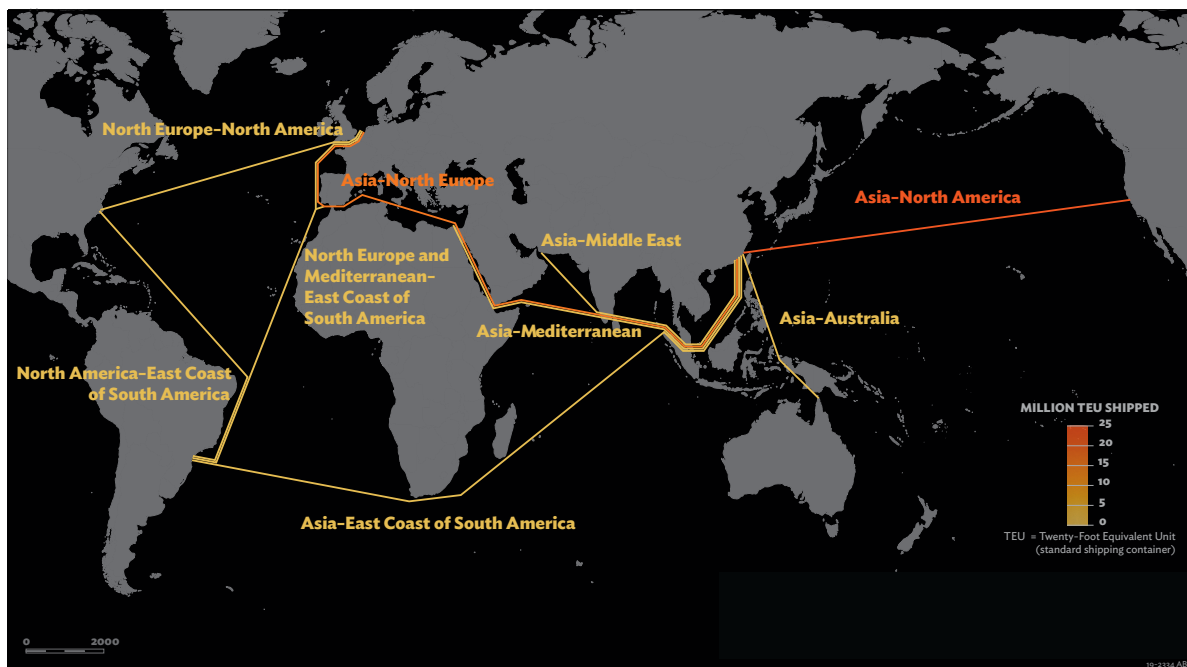 North Europe–North America
Asia–North Europe
Asia–North America
Asia–Middle East
North Europe and
Mediterranean–
East Coast of
South America
Asia–Mediterranean
Asia–Australia
North America–East Coast
of South America
MILLION TEU SHIPPED
25
20
15
10
5
0
TEU = Twenty-Foot Equivalent Unit
(standard shipping container)
Asia–East Coast of South America
0 2000
19-2334 AB